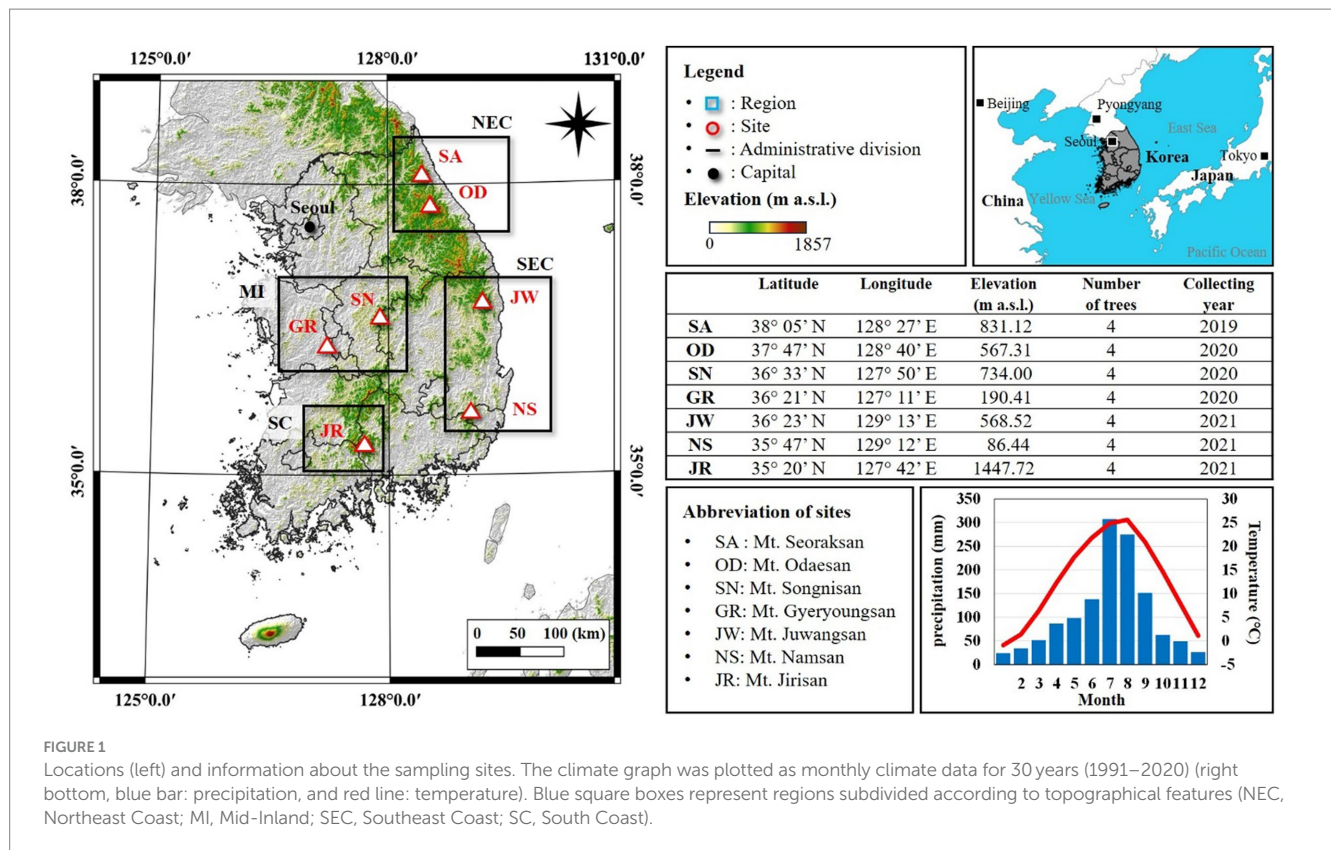 125°0.0′ 128°0.0′ 131°0.0′
38°0.0′ 38°0.0′
35°0.0′ 35°0.0′
125°0.0′ 128°0.0′
NEC
SA
OD
Seoul
SEC
MI
SN
JW
GR
SC
JR
NS
0 50 100 (km)
Legend
• : Region
• : Site
• : Administrative division
• : Capital
Elevation (m a.s.l.)
0 1857
Beijing
Pyongyang
East Sea
Seoul
Korea
Tokyo
Japan
China
Yellow Sea
Pacific Ocean
Latitude Longitude Elevation (m a.s.l.) Number of trees Collecting year
SA 38° 05’ N 128° 27’ E 831.12 4 2019
OD 37° 47’ N 128° 40’ E 567.31 4 2020
SN 36° 33’ N 127° 50’ E 734.00 4 2020
GR 36° 21’ N 127° 11’ E 190.41 4 2020
JW 36° 23’ N 129° 13’ E 568.52 4 2021
NS 35° 47’ N 129° 12’ E 86.44 4 2021
JR 35° 20’ N 127° 42’ E 1447.72 4 2021
Abbreviation of sites
• SA : Mt. Seoraksan
• OD: Mt. Odaesan
• SN: Mt. Songnisan
• GR: Mt. Gyeryoungsan
• JW: Mt. Juwangsan
• NS: Mt. Namsan
• JR: Mt. Jirisan
precipitation (mm)
350
300
250
200
150
100
50
0
2 3 4 5 6 7 8 9 10 11 12
Month
30
25
20
15
10
5
0
-5
Temperature (℃)
FIGURE 1
Locations (left) and information about the sampling sites. The climate graph was plotted as monthly climate data for 30 years (1991–2020) (right
bottom, blue bar: precipitation, and red line: temperature). Blue square boxes represent regions subdivided according to topographical features (NEC,
Northeast Coast; MI, Mid-Inland; SEC, Southeast Coast; SC, South Coast).